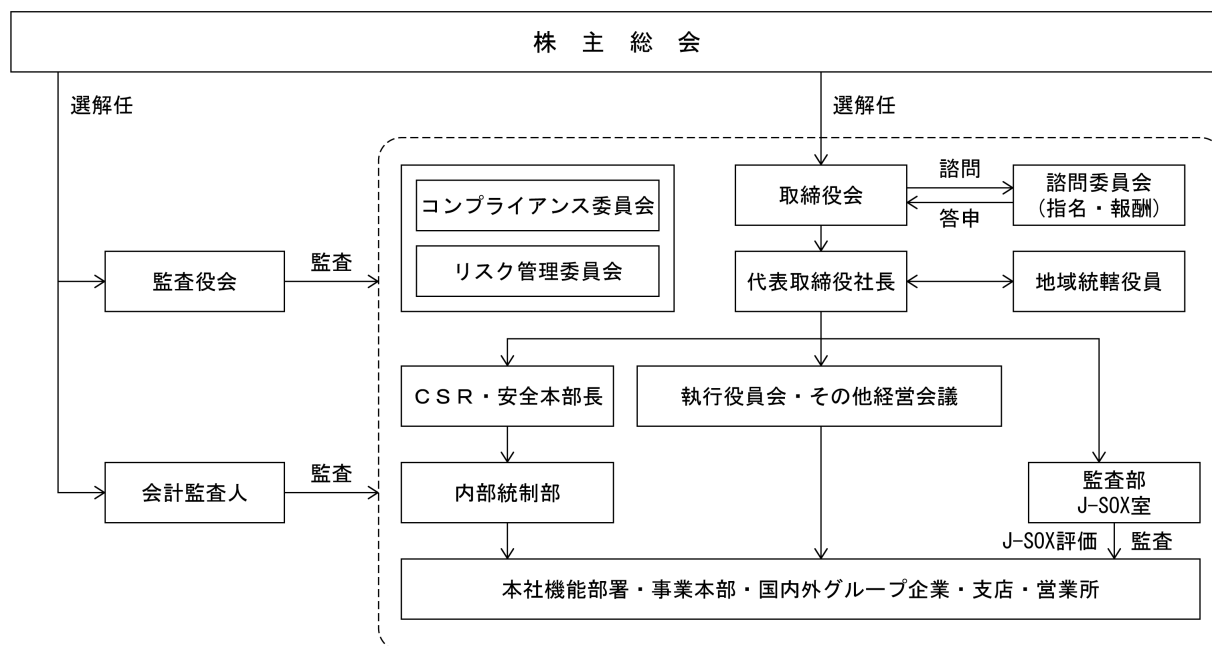 株主総会
選解任
選解任
コンプライアンス委員会
リスク管理委員会
取締役会
諮問
答申
諮問委員会
(指名・報酬)
監査役会
監査
代表取締役社長
地域統轄役員
ＣＳＲ・安全本部長
執行役員会・その他経営会議
会計監査人
監査
内部統制部
監査部
J-SOX室
J-SOX評価
監査
本社機能部署・事業本部・国内外グループ企業・支店・営業所